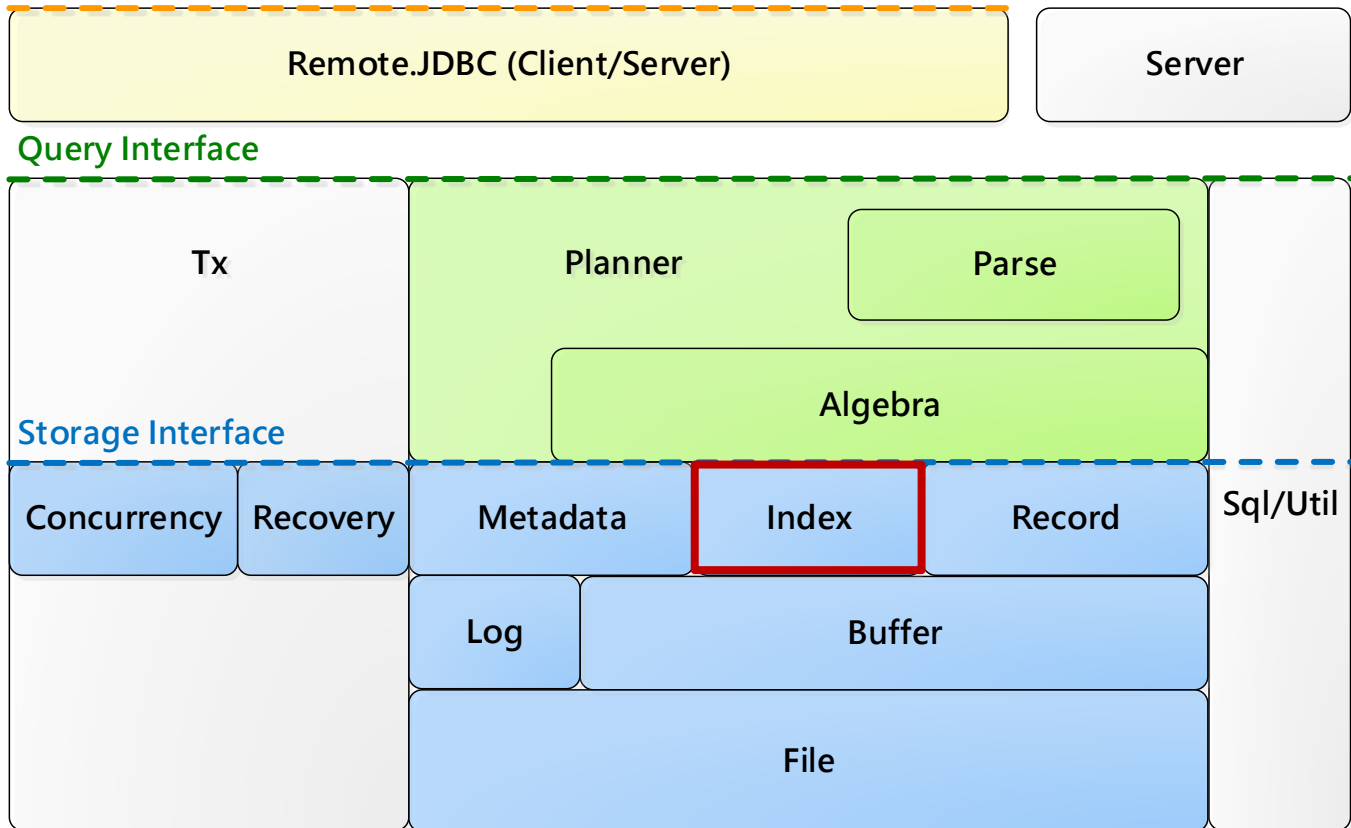 Remote.JDBC (Client/Server)
Server
Query Interface
Tx
Planner
Parse
Algebra
Storage Interface
Concurrency
Recovery
Metadata
Index
Record
Sql/Util
Log
Buffer
File